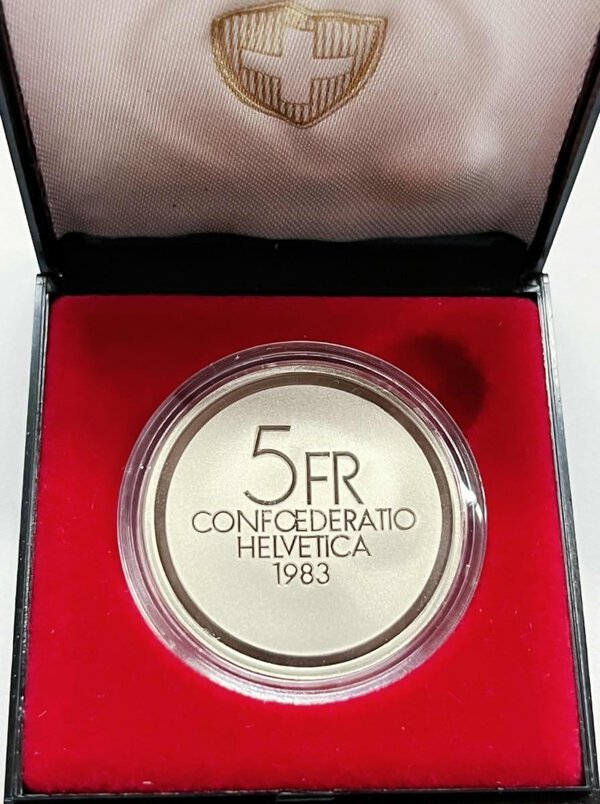 5FR
CONFŒDERATIO
HELVETICA
1983